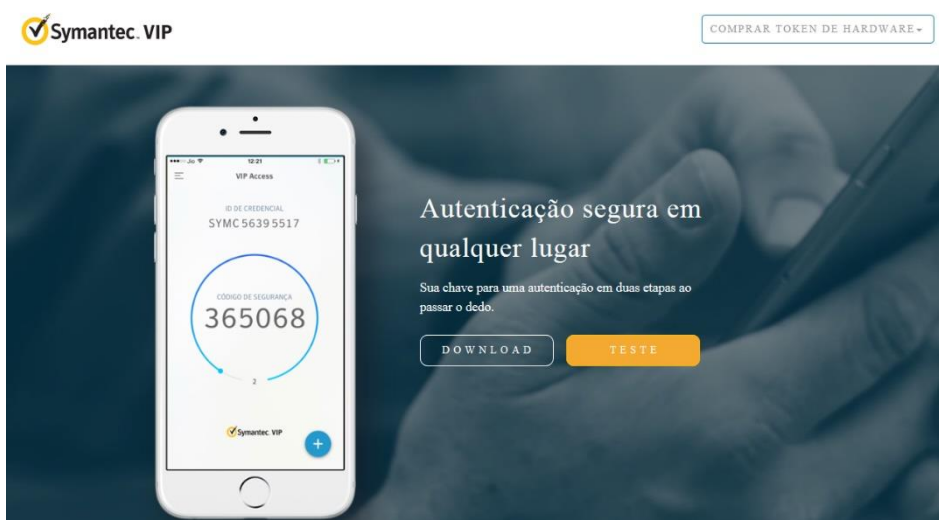 Symantec. VIP
COMPRAR TOKEN DE HARDWARE
Jio 12:21
VIP Access
ID DE CREDENCIAL
SYMC 5639 5517
CÓDIGO DE SEGURANÇA
365068
2
Symantec. VIP
Autenticação segura em
qualquer lugar
Sua chave para uma autenticação em duas etapas ao
passar o dedo.
DOWNLOAD
TESTE